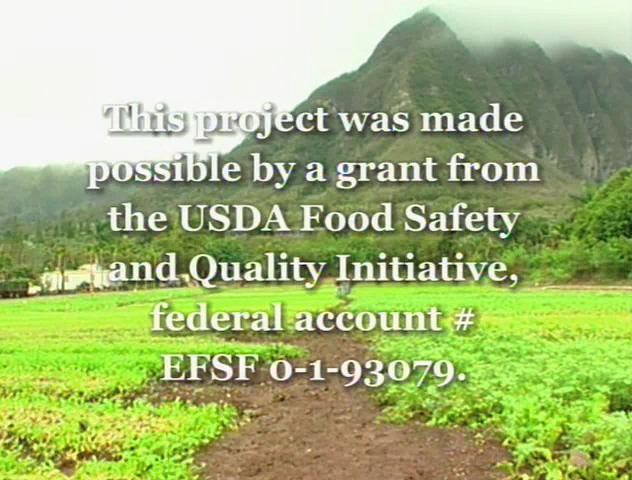 This project was made
possible by a grant from
the USDA Food Safety
and Quality Initiative,
federal account #
EFSF 0-1-93079.